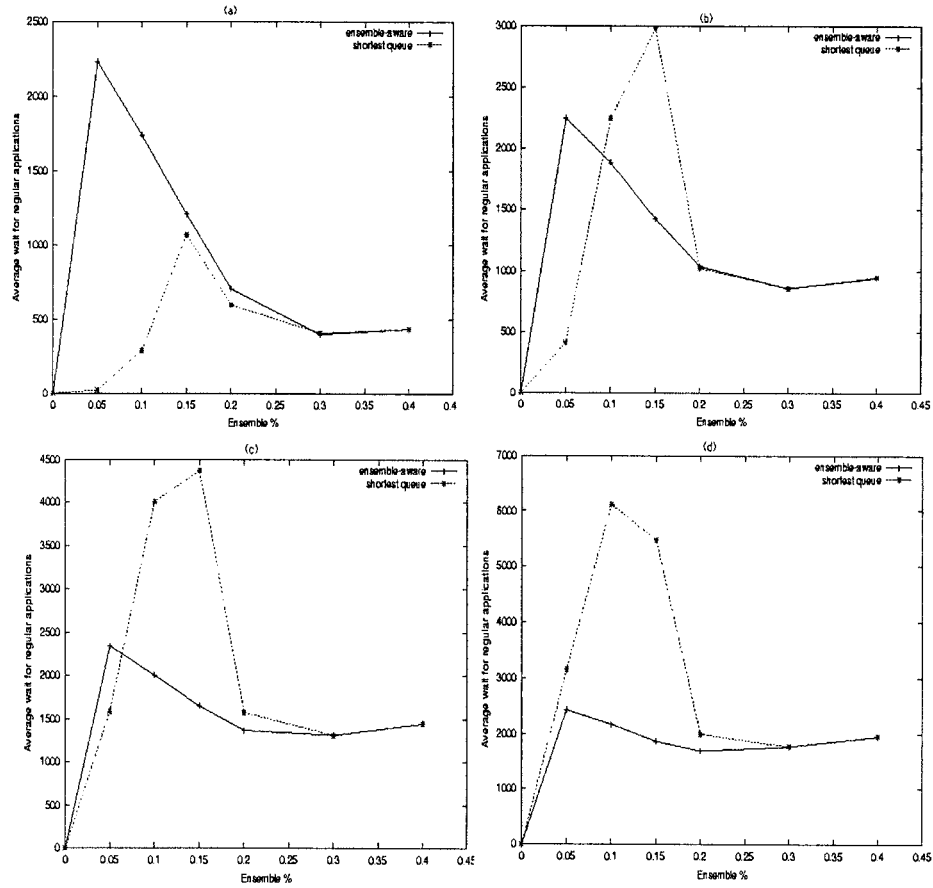 (a)
2500
2000
1500
1000
500
0
Average wait for regular applications
ensemble-aware
shortest queue
0 0.05 0.1 0.15 0.2 0.25 0.3 0.35 0.4 0.4
Ensemble %
(b)
3000
2500
2000
1500
1000
500
0
Average wait for regular applications
ensemble-aware
shortest queue
0 0.05 0.1 0.15 0.2 0.25 0.3 0.35 0.4 0.45
Ensemble %
(c)
4500
4000
3500
3000
2500
2000
1500
1000
500
0
Average wait for regular applications
ensemble-aware
shortest queue
0 0.05 0.1 0.15 0.2 0.25 0.3 0.35 0.4 0.45
Ensemble %
(d)
7000
6000
5000
4000
3000
2000
1000
0
Average wait for regular applications
ensemble-aware
shortest queue
0 0.05 0.1 0.15 0.2 0.25 0.3 0.35 0.4 0.45
Ensemble %